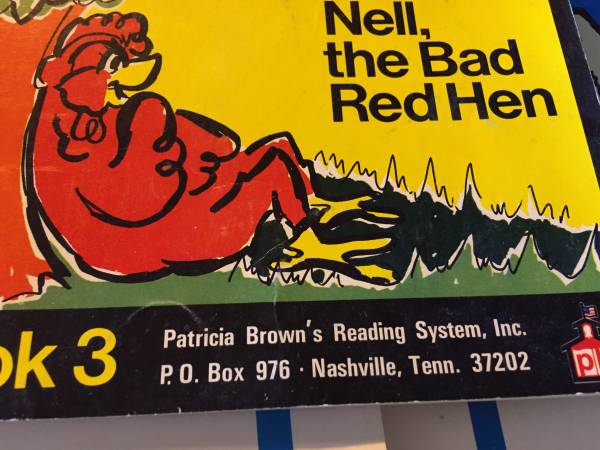 Nell,
the Bad
Red Hen
ok 3
Patricia Brown's Reading System, Inc.
P. O. Box 976 · Nashville, Tenn. 37202
p